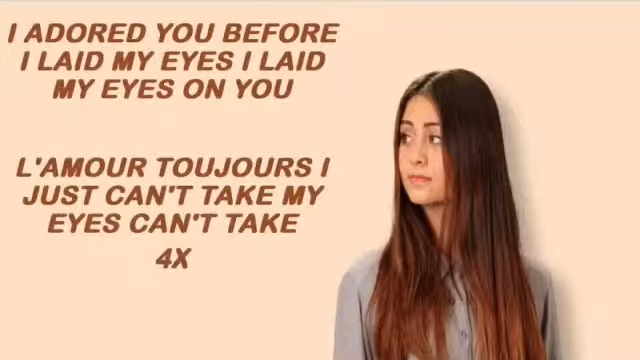 I ADORED YOU BEFORE
I LAID MY EYES I LAID
MY EYES ON YOU
L'AMOUR TOUJOURS I
JUST CAN'T TAKE MY
EYES CAN'T TAKE
4X